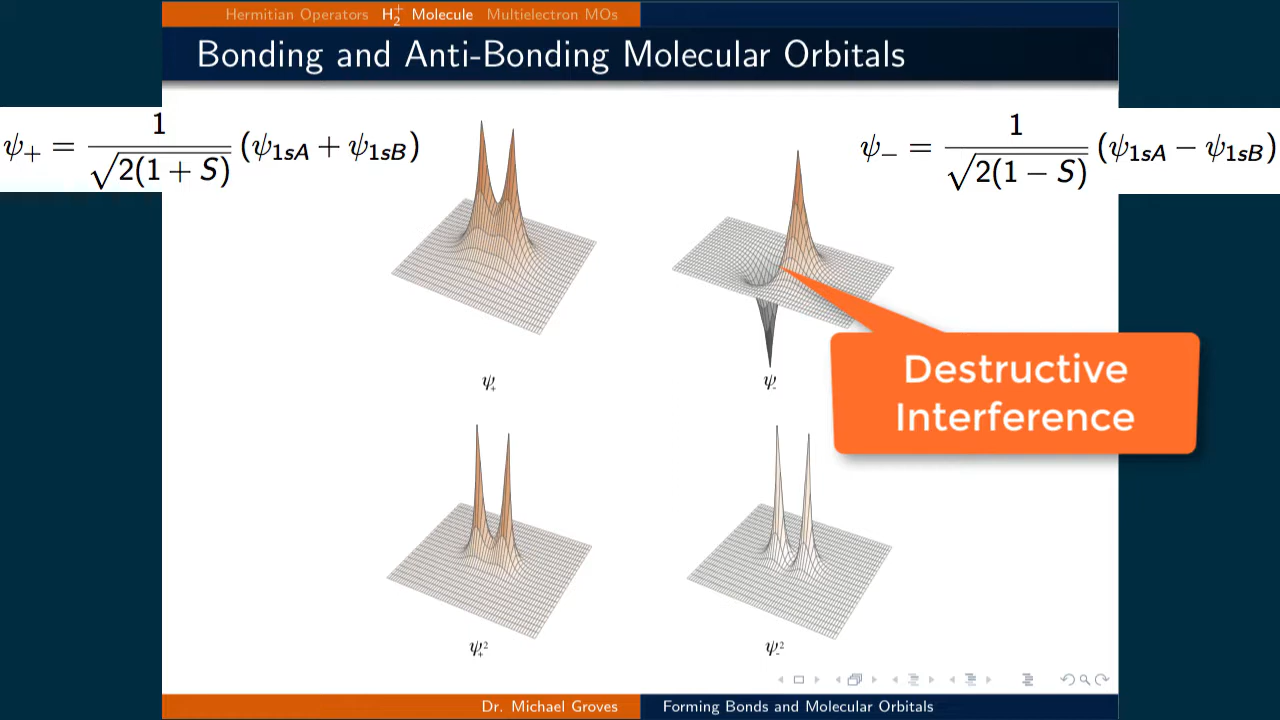 Hermitian Operators H₂⁺ Molecule Multielectron MOs
Bonding and Anti-Bonding Molecular Orbitals
ψ₊ = 1/√(2(1 + S)) (ψ1sA + ψ1sB)
ψ₋ = 1/√(2(1 − S)) (ψ1sA − ψ1sB)
ψ₊
ψ₋
Destructive
Interference
ψ₊²
ψ₋²
Dr. Michael Groves Forming Bonds and Molecular Orbitals